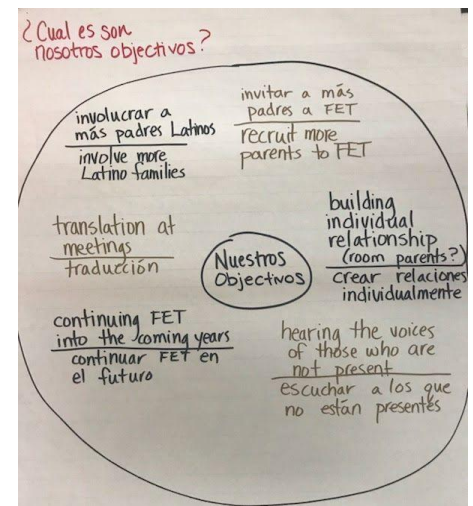 ¿Cual es son
nosotros objectivos?
involucrar a
más padres Latinos
involve more
Latino families
invitar a más
padres a FET
recruit more
parents to FET
translation at
meetings
traducción
Nuestros
Objectivos
building
individual
relationship
(room parents?)
crear relaciones
individualmente
continuing FET
into the coming years
continuar FET en
el futuro
hearing the voices
of those who are
not present
escuchar a los que
no están presentes